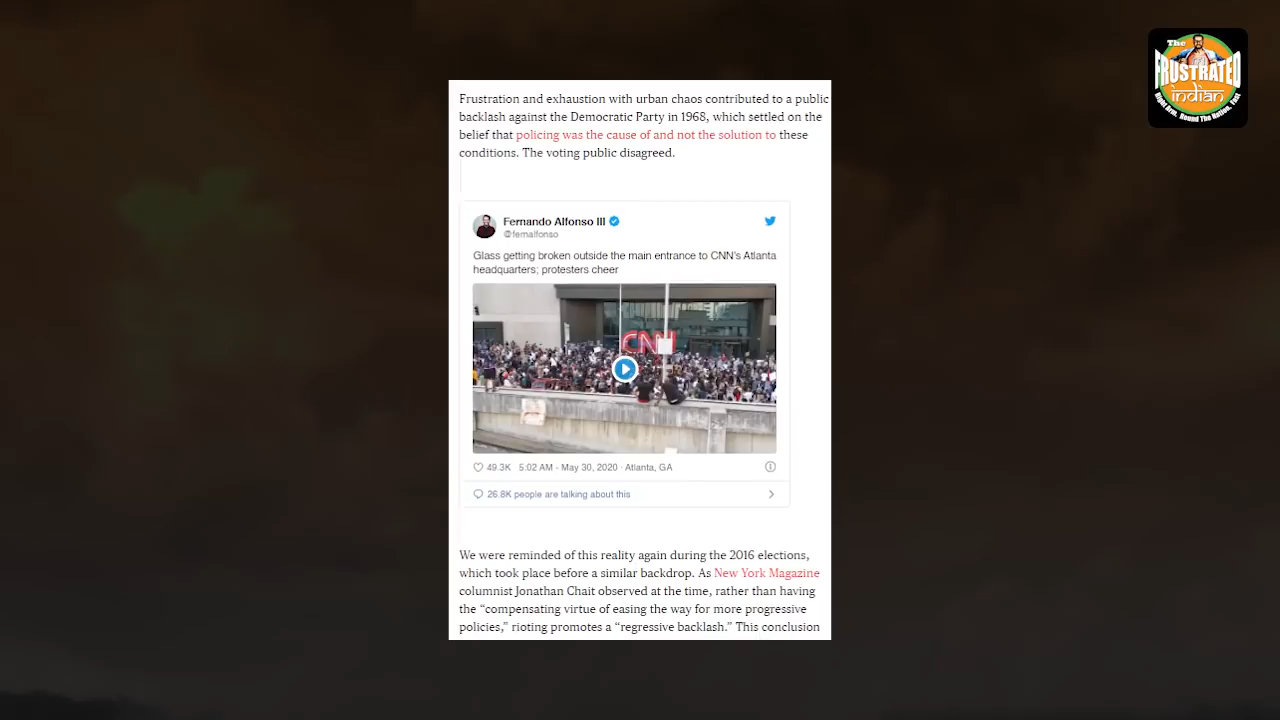 The
FRUSTRATED
indian
Right Arm, Round The Nation, Fast
Frustration and exhaustion with urban chaos contributed to a public
backlash against the Democratic Party in 1968, which settled on the
belief that policing was the cause of and not the solution to these
conditions. The voting public disagreed.
Fernando Alfonso III
@fernalfonso
Glass getting broken outside the main entrance to CNN's Atlanta
headquarters; protesters cheer
CNN
49.3K 5:02 AM - May 30, 2020 · Atlanta, GA
26.8K people are talking about this
We were reminded of this reality again during the 2016 elections,
which took place before a similar backdrop. As New York Magazine
columnist Jonathan Chait observed at the time, rather than having
the “compensating virtue of easing the way for more progressive
policies,” rioting promotes a “regressive backlash.” This conclusion